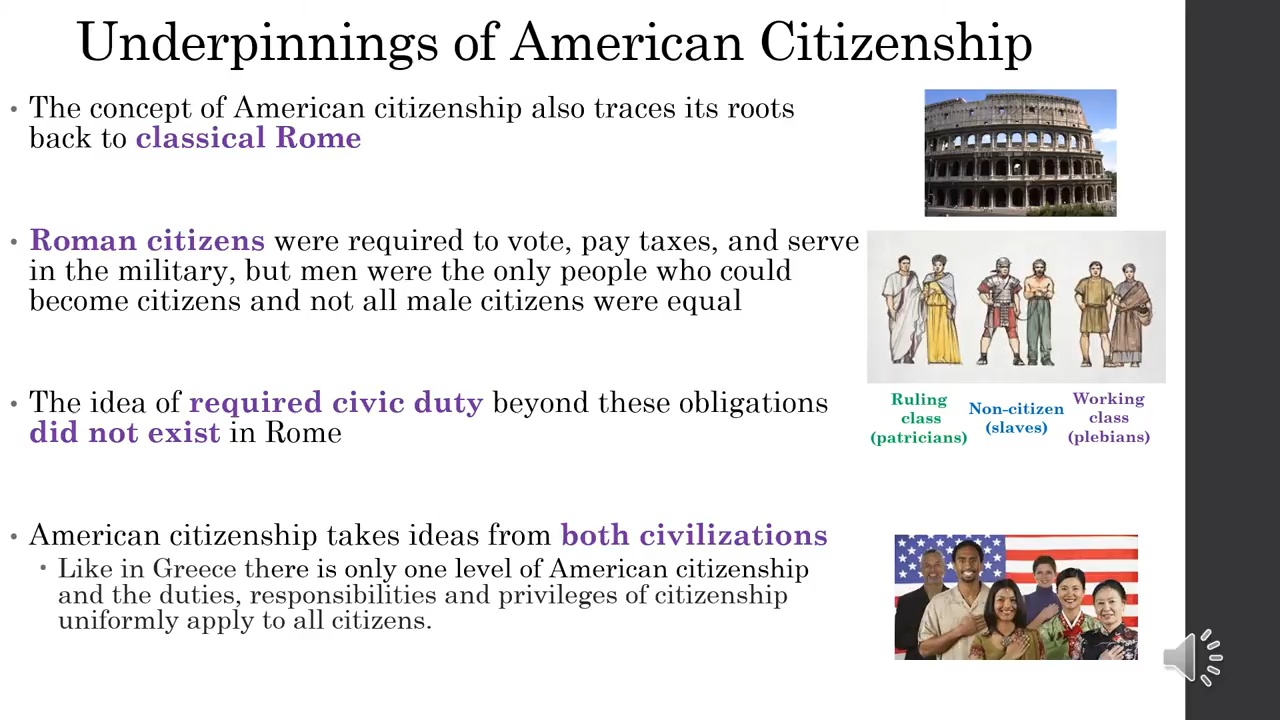 Underpinnings of American Citizenship
• The concept of American citizenship also traces its roots
back to classical Rome
• Roman citizens were required to vote, pay taxes, and serve
in the military, but men were the only people who could
become citizens and not all male citizens were equal
Ruling
class
(patricians)
Non-citizen
(slaves)
Working
class
(plebians)
• The idea of required civic duty beyond these obligations
did not exist in Rome
• American citizenship takes ideas from both civilizations
• Like in Greece there is only one level of American citizenship
and the duties, responsibilities and privileges of citizenship
uniformly apply to all citizens.